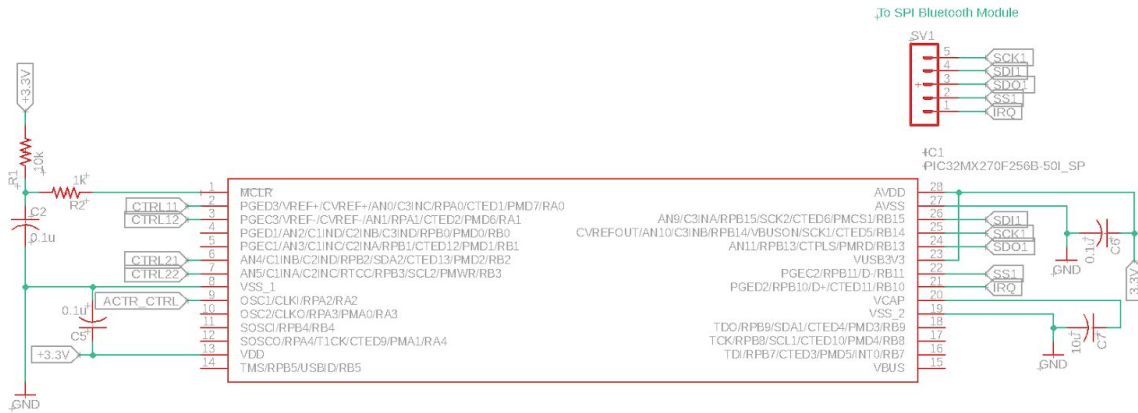 To SPI Bluetooth Module
SV1
5 SCK1
4 SDI1
3 SDO1
2 SS1
1 IRQ
+3.3V
R1
10k
1k
R2
C2
0.1u
IC1
PIC32MX270F256B-50I_SP
1 MCLR
CTRL11 2 PGED3/VREF+/CVREF+/AN0/C3INC/RPA0/CTED1/PMD7/RA0
CTRL12 3 PGEC3/VREF-/CVREF-/AN1/RPA1/CTED2/PMD6/RA1
4 PGED1/AN2/C1IND/C2INB/C3IND/RPB0/PMD0/RB0
5 PGEC1/AN3/C1INC/C2INA/RPB1/CTED12/PMD1/RB1
CTRL21 6 AN4/C1INB/C2IND/RPB2/SDA2/CTED13/PMD2/RB2
CTRL22 7 AN5/C1INA/C2INC/RTCC/RPB3/SCL2/PMWR/RB3
8 VSS_1
ACTR_CTRL 9 OSC1/CLKI/RPA2/RA2
10 OSC2/CLKO/RPA3/PMA0/RA3
11 SOSCI/RPB4/RB4
12 SOSCO/RPA4/T1CK/CTED9/PMA1/RA4
13 VDD
14 TMS/RPB5/USBID/RB5
0.1u
C5
+3.3V
GND
AVDD 28
AVSS 27
AN9/C3INA/RPB15/SCK2/CTED6/PMCS1/RB15 26 SDI1
CVREFOUT/AN10/C3INB/RPB14/VBUSON/SCK1/CTED5/RB14 25 SCK1
AN11/RPB13/CTPLS/PMRD/RB13 24 SDO1
VUSB3V3 23
PGEC2/RPB11/D-/RB11 22 SS1
PGED2/RPB10/D+/CTED11/RB10 21 IRQ
VCAP 20
VSS_2 19
TDO/RPB9/SDA1/CTED4/PMD3/RB9 18
TCK/RPB8/SCL1/CTED10/PMD4/RB8 17
TDI/RPB7/CTED3/PMD5/INT0/RB7 16
VBUS 15
GND
0.1u
C6
3.3V
GND
10u
C7